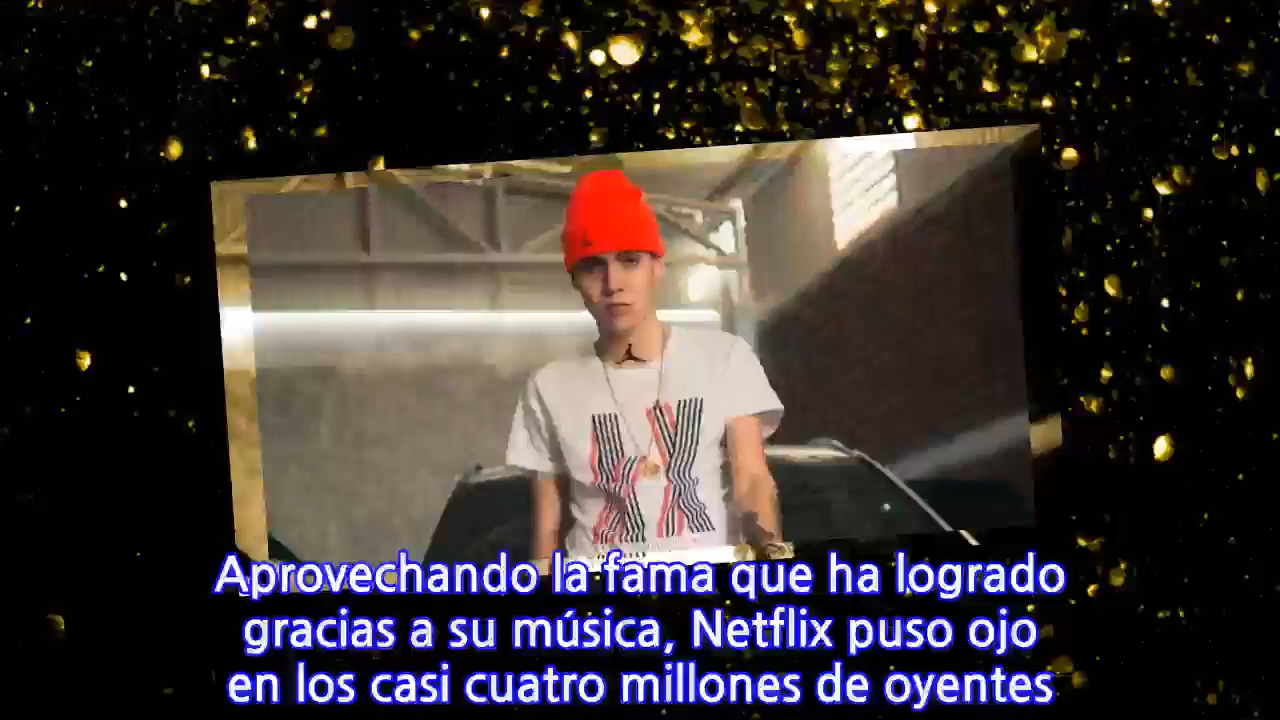 XX
Aprovechando la fama que ha logrado
gracias a su música, Netflix puso ojo
en los casi cuatro millones de oyentes